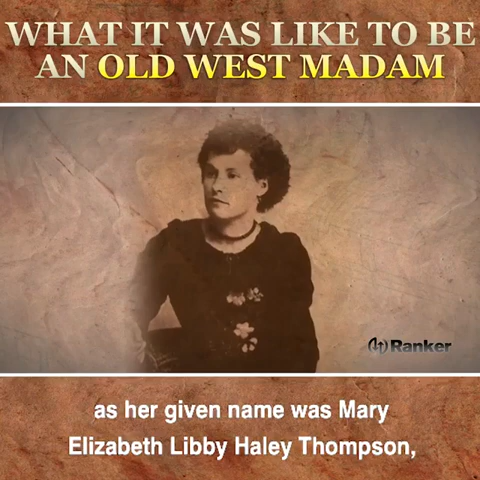 WHAT IT WAS LIKE TO BE
AN OLD WEST MADAM
Ranker
as her given name was Mary
Elizabeth Libby Haley Thompson,